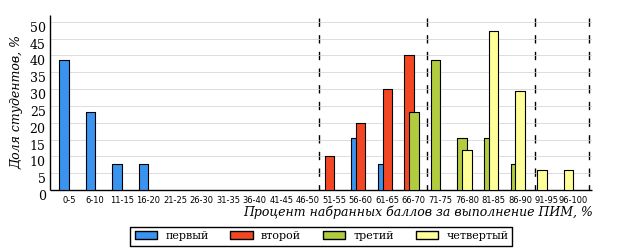 Доля студентов, %
50
45
40
35
30
25
20
15
10
5
0
0-5 6-10 11-15 16-20 21-25 26-30 31-35 36-40 41-45 46-50 51-55 56-60 61-65 66-70 71-75 76-80 81-85 86-90 91-95 96-100
Процент набранных баллов за выполнение ПИМ, %
первый второй третий четвертый